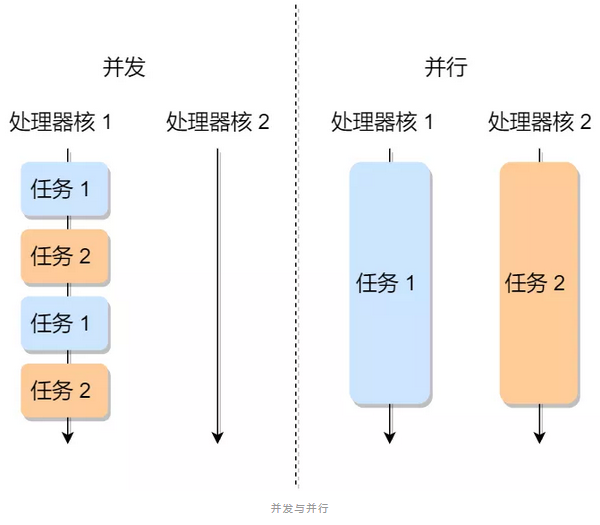 并发
并行
处理器核 1
处理器核 2
处理器核 1
处理器核 2
任务 1
任务 2
任务 1
任务 2
任务 1
任务 2
并发与并行